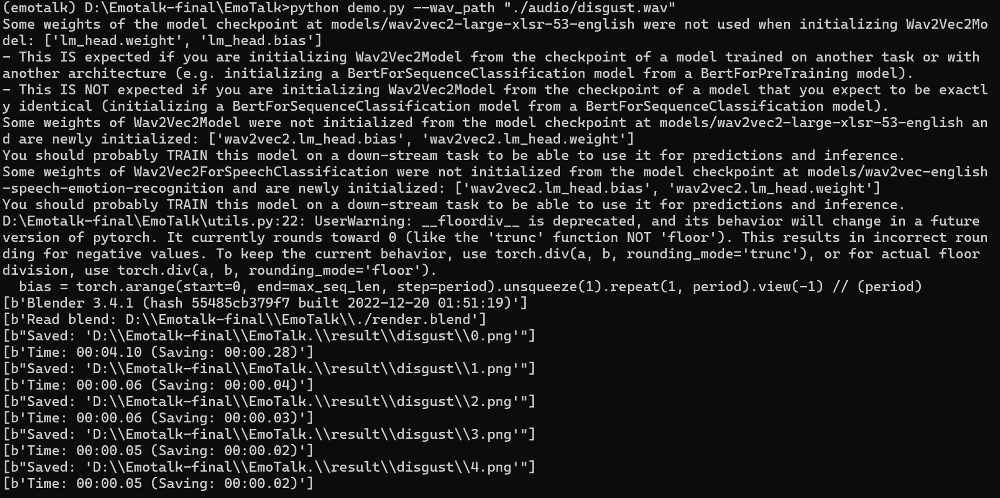 (emotalk) D:\Emotalk-final\EmoTalk>python demo.py --wav_path "./audio/disgust.wav"
Some weights of the model checkpoint at models/wav2vec2-large-xlsr-53-english were not used when initializing Wav2Vec2Mo
del: ['lm_head.weight', 'lm_head.bias']
- This IS expected if you are initializing Wav2Vec2Model from the checkpoint of a model trained on another task or with
another architecture (e.g. initializing a BertForSequenceClassification model from a BertForPreTraining model).
- This IS NOT expected if you are initializing Wav2Vec2Model from the checkpoint of a model that you expect to be exactl
y identical (initializing a BertForSequenceClassification model from a BertForSequenceClassification model).
Some weights of Wav2Vec2Model were not initialized from the model checkpoint at models/wav2vec2-large-xlsr-53-english an
d are newly initialized: ['wav2vec2.lm_head.bias', 'wav2vec2.lm_head.weight']
You should probably TRAIN this model on a down-stream task to be able to use it for predictions and inference.
Some weights of Wav2Vec2ForSpeechClassification were not initialized from the model checkpoint at models/wav2vec-english
-speech-emotion-recognition and are newly initialized: ['wav2vec2.lm_head.bias', 'wav2vec2.lm_head.weight']
You should probably TRAIN this model on a down-stream task to be able to use it for predictions and inference.
D:\Emotalk-final\EmoTalk\utils.py:22: UserWarning: __floordiv__ is deprecated, and its behavior will change in a future
version of pytorch. It currently rounds toward 0 (like the 'trunc' function NOT 'floor'). This results in incorrect roun
ding for negative values. To keep the current behavior, use torch.div(a, b, rounding_mode='trunc'), or for actual floor
division, use torch.div(a, b, rounding_mode='floor').
  bias = torch.arange(start=0, end=max_seq_len, step=period).unsqueeze(1).repeat(1, period).view(-1) // (period)
[b'Blender 3.4.1 (hash 55485cb379f7 built 2022-12-20 01:51:19)']
[b'Read blend: D:\\Emotalk-final\\EmoTalk\\./render.blend']
[b"Saved: 'D:\\Emotalk-final\\EmoTalk.\\result\\disgust\\0.png'"]
[b'Time: 00:04.10 (Saving: 00:00.28)']
[b"Saved: 'D:\\Emotalk-final\\EmoTalk.\\result\\disgust\\1.png'"]
[b'Time: 00:00.06 (Saving: 00:00.04)']
[b"Saved: 'D:\\Emotalk-final\\EmoTalk.\\result\\disgust\\2.png'"]
[b'Time: 00:00.06 (Saving: 00:00.03)']
[b"Saved: 'D:\\Emotalk-final\\EmoTalk.\\result\\disgust\\3.png'"]
[b'Time: 00:00.05 (Saving: 00:00.02)']
[b"Saved: 'D:\\Emotalk-final\\EmoTalk.\\result\\disgust\\4.png'"]
[b'Time: 00:00.05 (Saving: 00:00.02)']